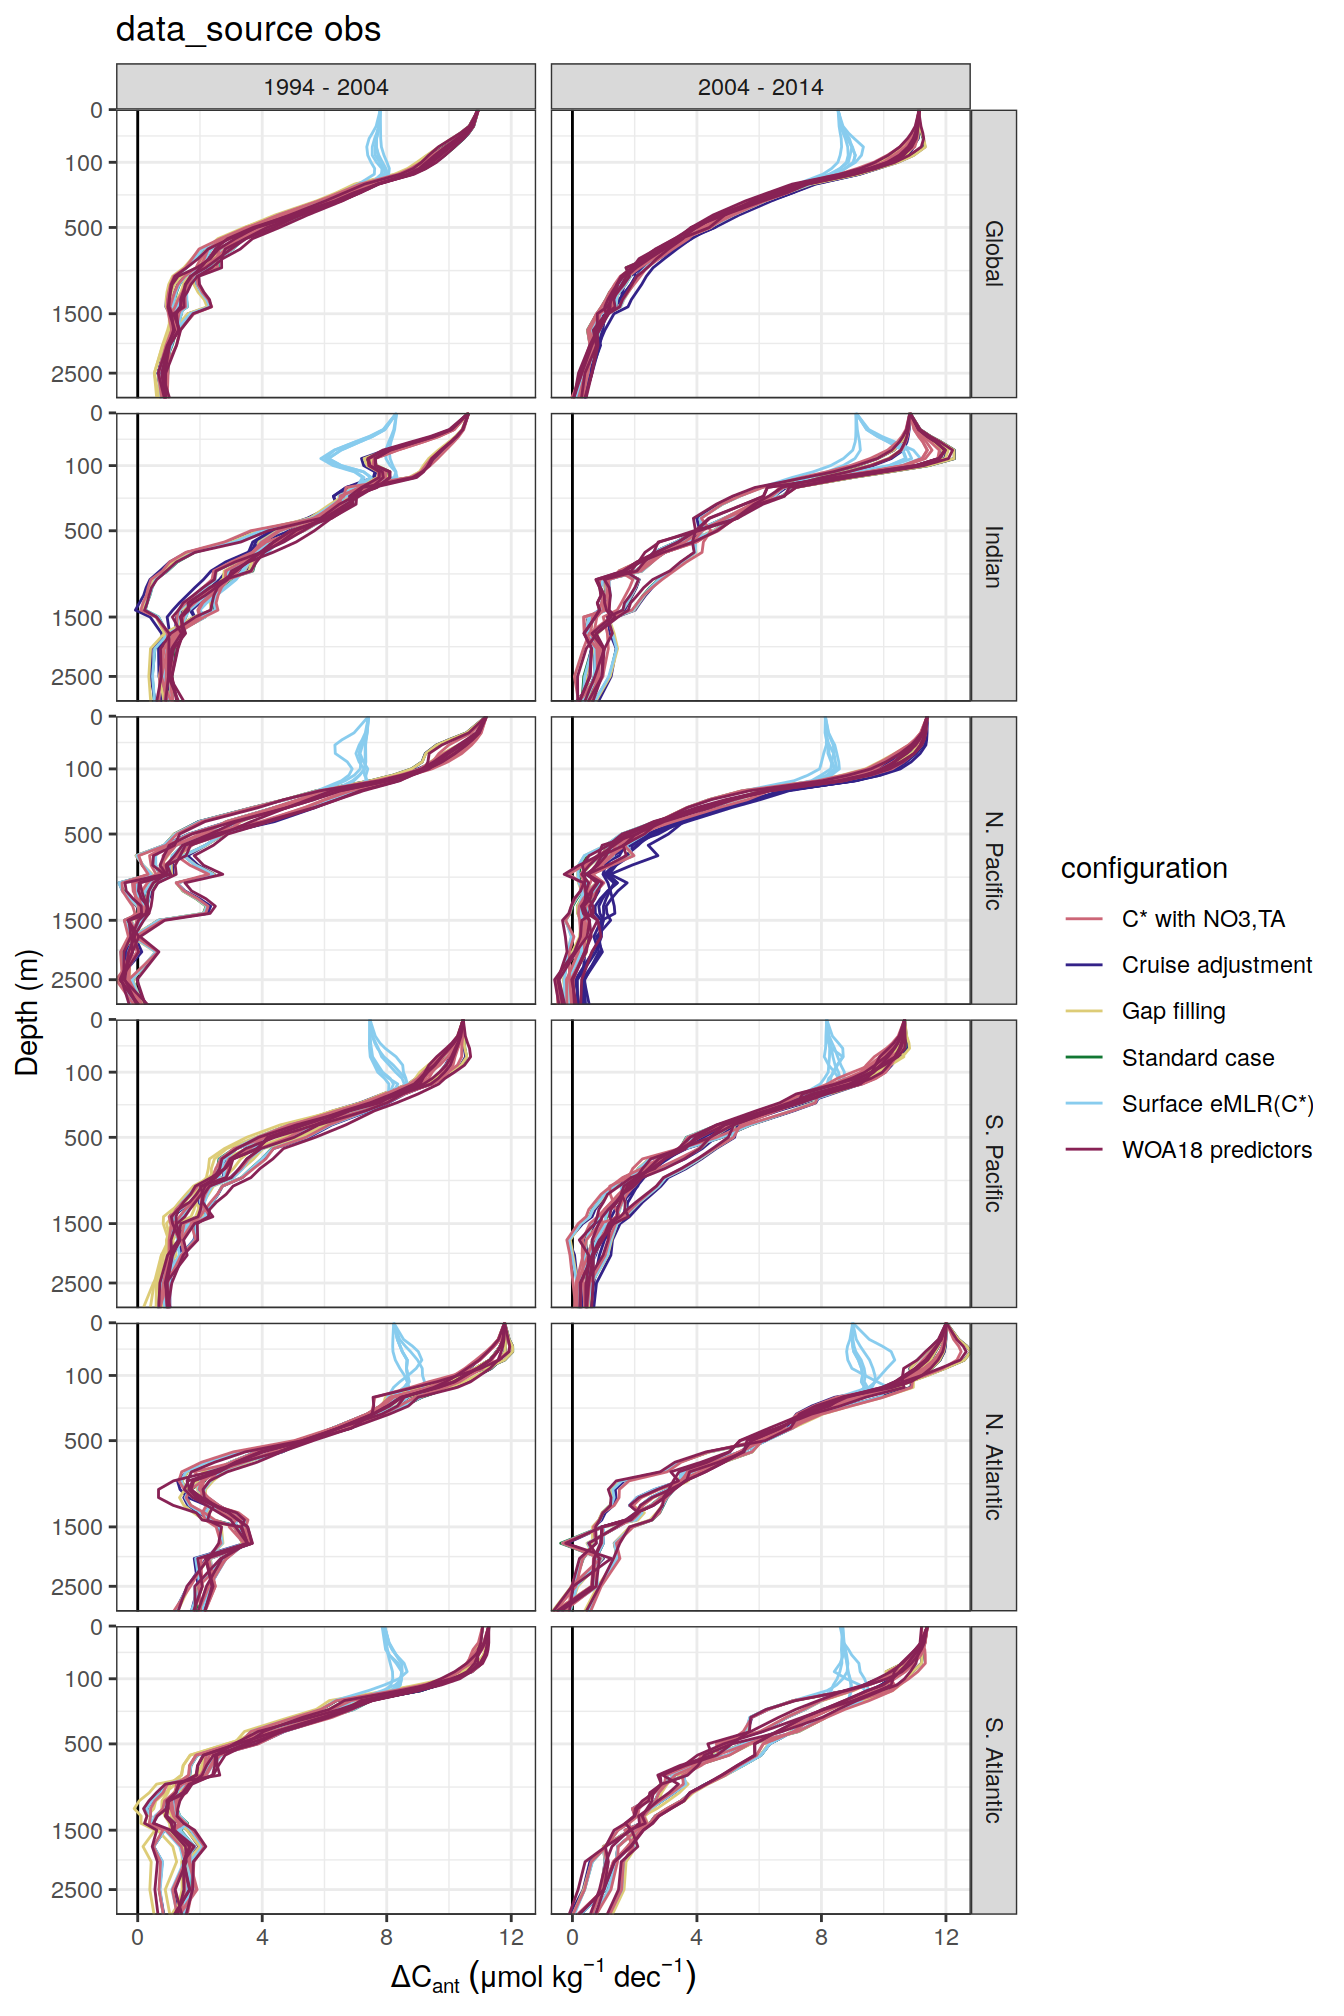 data_source obs
1994 - 2004
2004 - 2014
0
100
500
1500
2500
Global
0
100
500
1500
2500
Indian
0
100
500
1500
2500
N. Pacific
0
100
500
1500
2500
S. Pacific
0
100
500
1500
2500
N. Atlantic
0
100
500
1500
2500
S. Atlantic
0 4 8 12
0 4 8 12
Depth (m)
ΔC_ant (μmol kg⁻¹ dec⁻¹)
configuration
C* with NO3,TA
Cruise adjustment
Gap filling
Standard case
Surface eMLR(C*)
WOA18 predictors